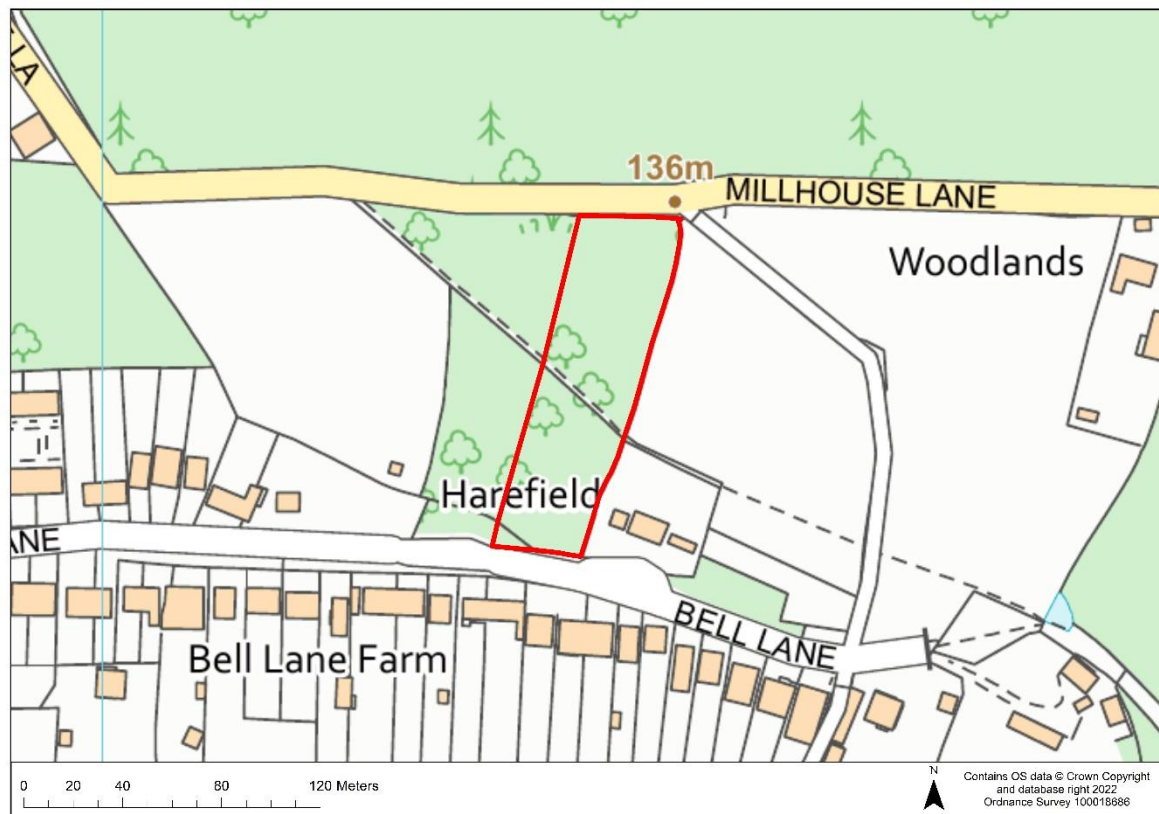 LA
136m
MILLHOUSE LANE
Woodlands
Harefield
ANE
BELL LANE
Bell Lane Farm
0 20 40 80 120 Meters
N
Contains OS data © Crown Copyright
and database right 2022
Ordnance Survey 100018686